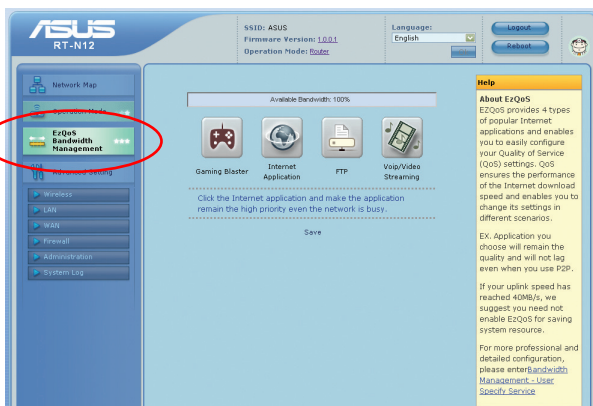 ASUS
RT-N12
SSID: ASUS
Firmware Version: 1.0.0.1
Operation Mode: Router
Language:
English
Logout
Reboot
Network Map
Operation Mode
EzQoS
Bandwidth
Management
Advanced Setting
Wireless
LAN
WAN
Firewall
Administration
System Log
Available Bandwidth: 100%
Gaming Blaster
Internet
Application
FTP
Voip/Video
Streaming
Click the Internet application and make the application
remain the high priority even the network is busy.
Save
Help
About EzQoS
EZQoS provides 4 types
of popular Internet
applications and enables
you to easily configure
your Quality of Service
(QoS) settings. QoS
ensures the performance
of the Internet download
speed and enables you to
change its settings in
different scenarios.
EX. Application you
choose will remain the
quality and will not lag
even when you use P2P.
If your uplink speed has
reached 40MB/s, we
suggest you need not
enable EzQoS for saving
system resource.
For more professional and
detailed configuration,
please enterBandwidth
Management - User
Specify Service